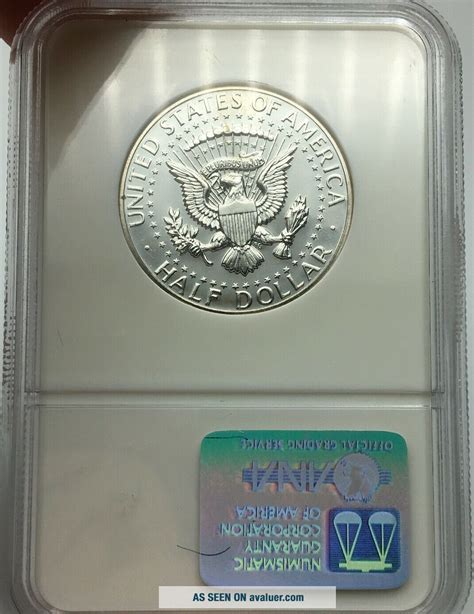 UNITED STATES OF AMERICA
· HALF DOLLAR ·
OFFICIAL GRADING
SERVICE
ANA
NUMISMATIC
GUARANTY
CORPORATION
OF AMERICA
AS SEEN ON avaluer.com